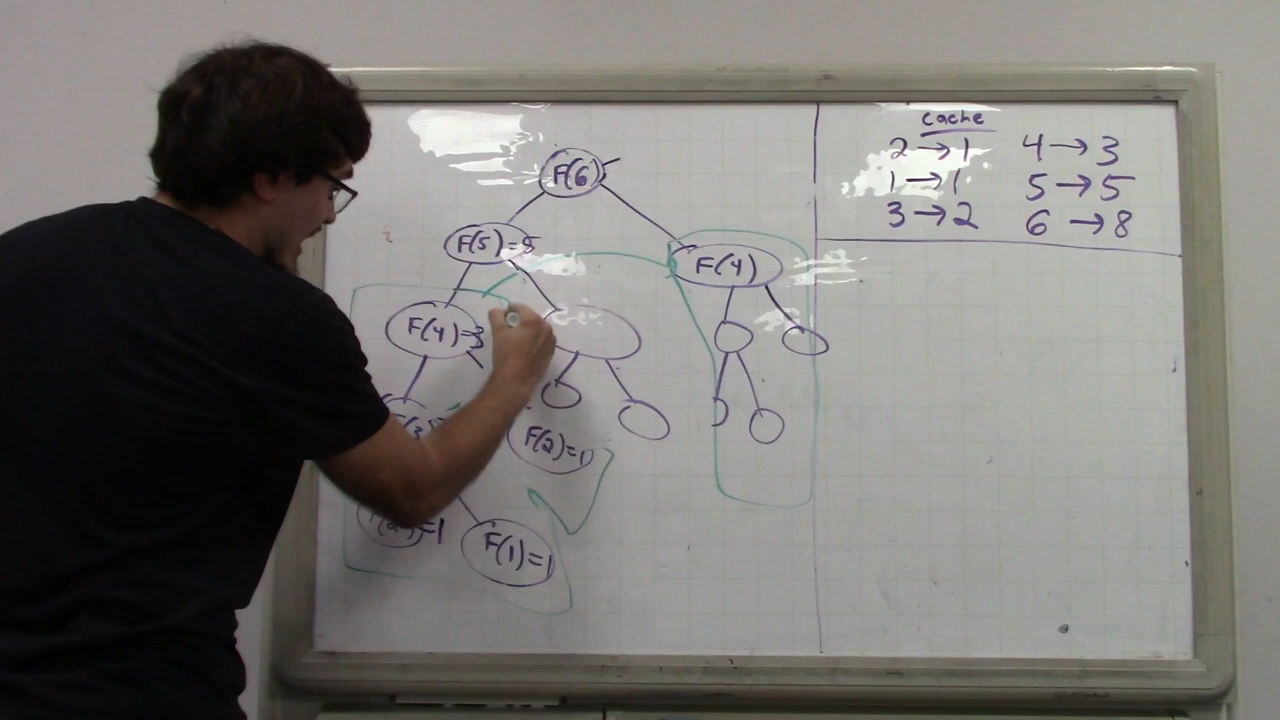 cache
2→1 4→3
1→1 5→5
3→2 6→8
F(6)
F(5)=5
F(4)
F(4)=3
F(2)=1
=1
F(1)=1